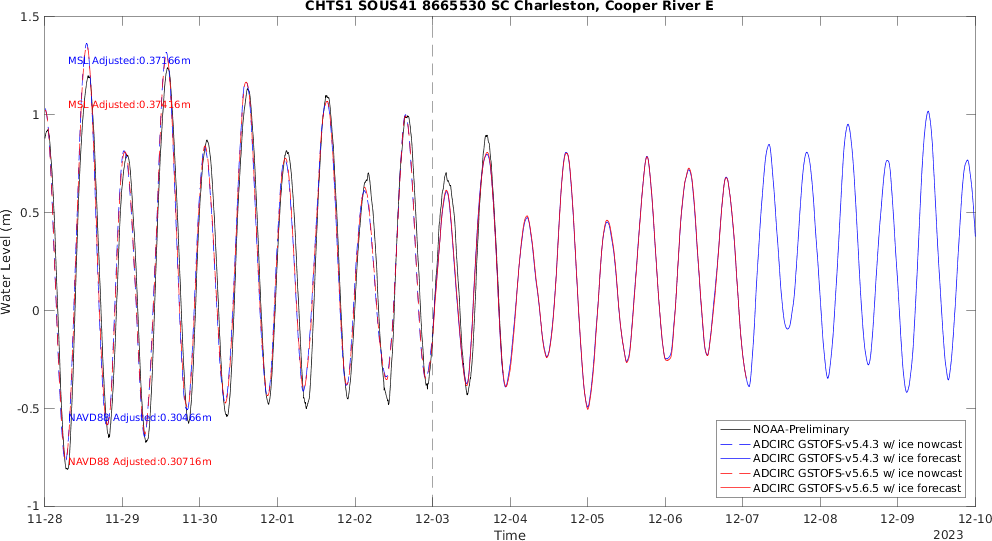 CHTS1 SOUS41 8665530 SC Charleston, Cooper River E
1.5
1
0.5
0
-0.5
-1
Water Level (m)
MSL Adjusted:0.37166m
MSL Adjusted:0.37416m
NAVD88 Adjusted:0.30466m
NAVD88 Adjusted:0.30716m
NOAA-Preliminary
ADCIRC GSTOFS-v5.4.3 w/ ice nowcast
ADCIRC GSTOFS-v5.4.3 w/ ice forecast
ADCIRC GSTOFS-v5.6.5 w/ ice nowcast
ADCIRC GSTOFS-v5.6.5 w/ ice forecast
11-28 11-29 11-30 12-01 12-02 12-03 12-04 12-05 12-06 12-07 12-08 12-09 12-10
Time
2023